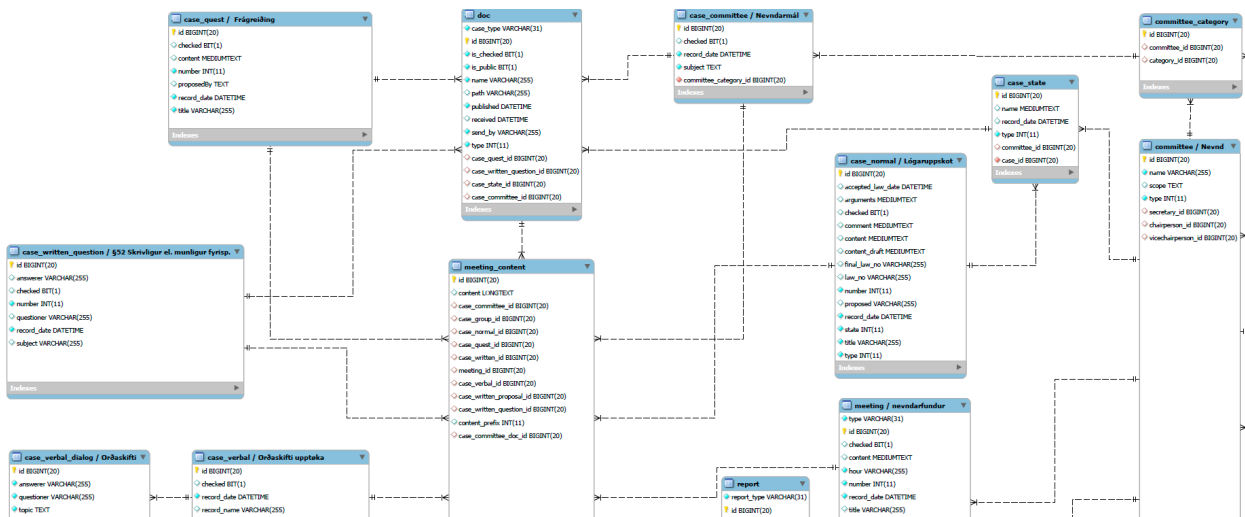 case_quest / Frágreiðing
id BIGINT(20)
checked BIT(1)
content MEDIUMTEXT
number INT(11)
proposedBy TEXT
record_date DATETIME
title VARCHAR(255)
Indexes
doc
case_type VARCHAR(31)
id BIGINT(20)
is_checked BIT(1)
is_public BIT(1)
name VARCHAR(255)
path VARCHAR(255)
published DATETIME
received DATETIME
send_by VARCHAR(255)
type INT(11)
case_quest_id BIGINT(20)
case_written_question_id BIGINT(20)
case_state_id BIGINT(20)
case_committee_id BIGINT(20)
Indexes
case_committee / Nevndarmál
id BIGINT(20)
checked BIT(1)
record_date DATETIME
subject TEXT
committee_category_id BIGINT(20)
Indexes
committee_category
id BIGINT(20)
committee_id BIGINT(20)
category_id BIGINT(20)
Indexes
case_state
id BIGINT(20)
name MEDIUMTEXT
record_date DATETIME
type INT(11)
committee_id BIGINT(20)
case_id BIGINT(20)
Indexes
case_normal / Lógaruppskot
id BIGINT(20)
accepted_law_date DATETIME
arguments MEDIUMTEXT
checked BIT(1)
comment MEDIUMTEXT
content MEDIUMTEXT
content_draft MEDIUMTEXT
final_law_no VARCHAR(255)
law_no VARCHAR(255)
number INT(11)
proposed VARCHAR(255)
record_date DATETIME
state INT(11)
title VARCHAR(255)
type INT(11)
Indexes
committee / Nevnd
id BIGINT(20)
name VARCHAR(255)
scope TEXT
type INT(11)
secretary_id BIGINT(20)
chairperson_id BIGINT(20)
vicechairperson_id BIGINT(20)
case_written_question / §52 Skrivligur el. munligur fyrisp.
id BIGINT(20)
answerer VARCHAR(255)
checked BIT(1)
number INT(11)
questioner VARCHAR(255)
record_date DATETIME
subject VARCHAR(255)
Indexes
meeting_content
id BIGINT(20)
content LONGTEXT
case_committee_id BIGINT(20)
case_group_id BIGINT(20)
case_normal_id BIGINT(20)
case_quest_id BIGINT(20)
case_written_id BIGINT(20)
meeting_id BIGINT(20)
case_verbal_id BIGINT(20)
case_written_proposal_id BIGINT(20)
case_written_question_id BIGINT(20)
content_prefix INT(11)
case_committee_doc_id BIGINT(20)
meeting / nevndarfundur
type VARCHAR(31)
id BIGINT(20)
checked BIT(1)
content MEDIUMTEXT
hour VARCHAR(255)
number INT(11)
record_date DATETIME
title VARCHAR(255)
case_verbal_dialog / Orðaskifti
id BIGINT(20)
answerer VARCHAR(255)
questioner VARCHAR(255)
topic TEXT
case_verbal / Orðaskifti upptøka
id BIGINT(20)
checked BIT(1)
record_date DATETIME
record_name VARCHAR(255)
report
report_type VARCHAR(31)
id BIGINT(20)